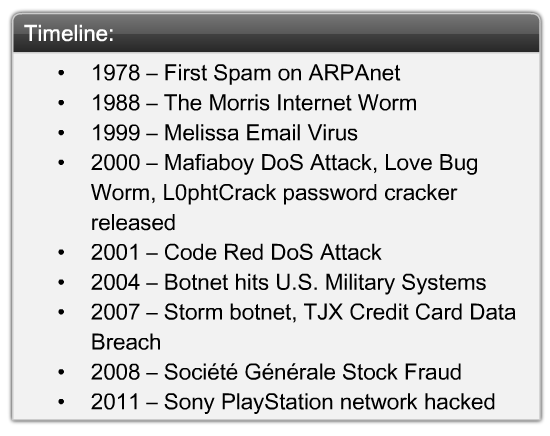 Timeline:
• 1978 – First Spam on ARPAnet
• 1988 – The Morris Internet Worm
• 1999 – Melissa Email Virus
• 2000 – Mafiaboy DoS Attack, Love Bug
Worm, L0phtCrack password cracker
released
• 2001 – Code Red DoS Attack
• 2004 – Botnet hits U.S. Military Systems
• 2007 – Storm botnet, TJX Credit Card Data
Breach
• 2008 – Société Générale Stock Fraud
• 2011 – Sony PlayStation network hacked